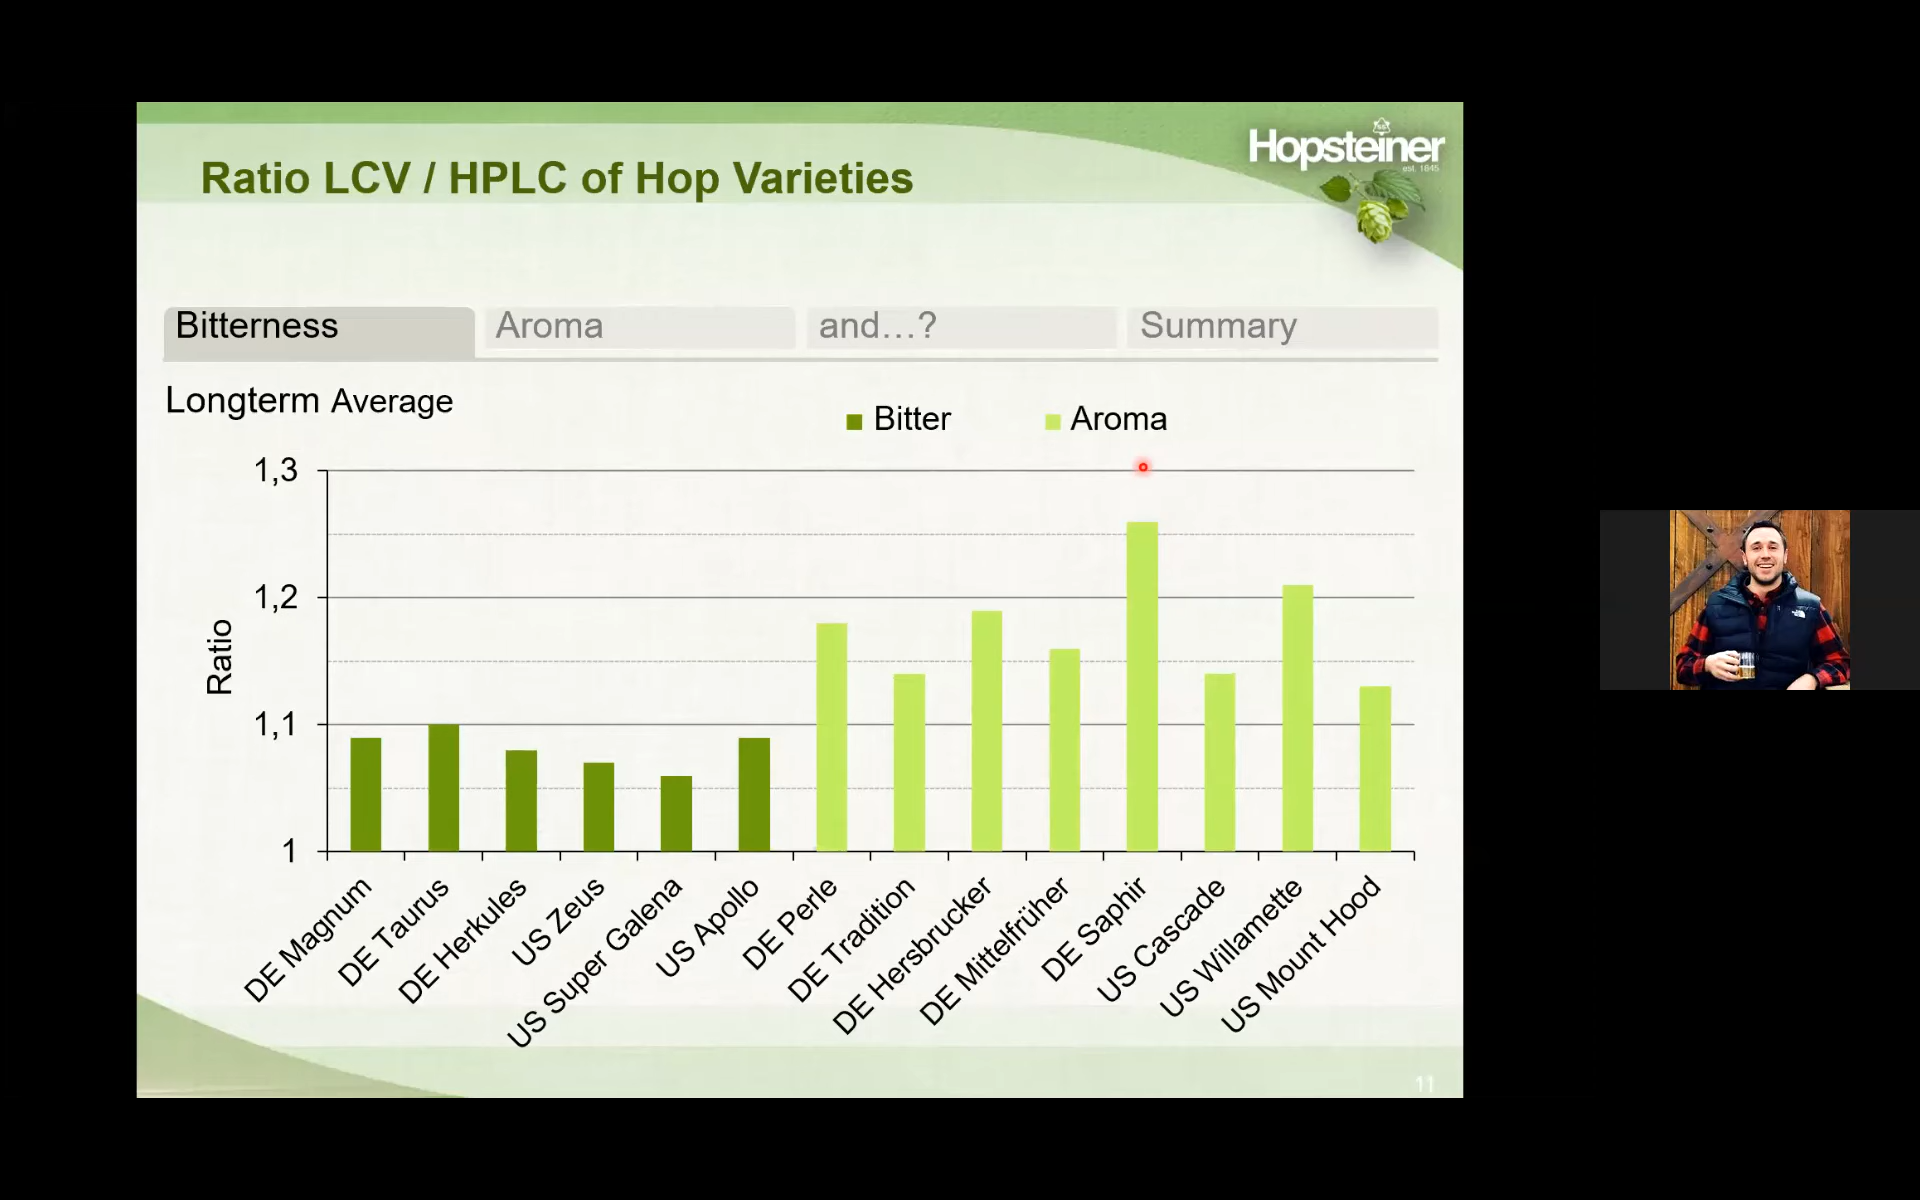 Hopsteiner
est. 1845
Ratio LCV / HPLC of Hop Varieties
Bitterness
Aroma
and...?
Summary
Longterm Average
Bitter
Aroma
1,3
1,2
1,1
1
Ratio
DE Magnum
DE Taurus
DE Herkules
US Zeus
US Super Galena
US Apollo
DE Perle
DE Tradition
DE Hersbrucker
DE Mittelfrüher
DE Saphir
US Cascade
US Willamette
US Mount Hood
11